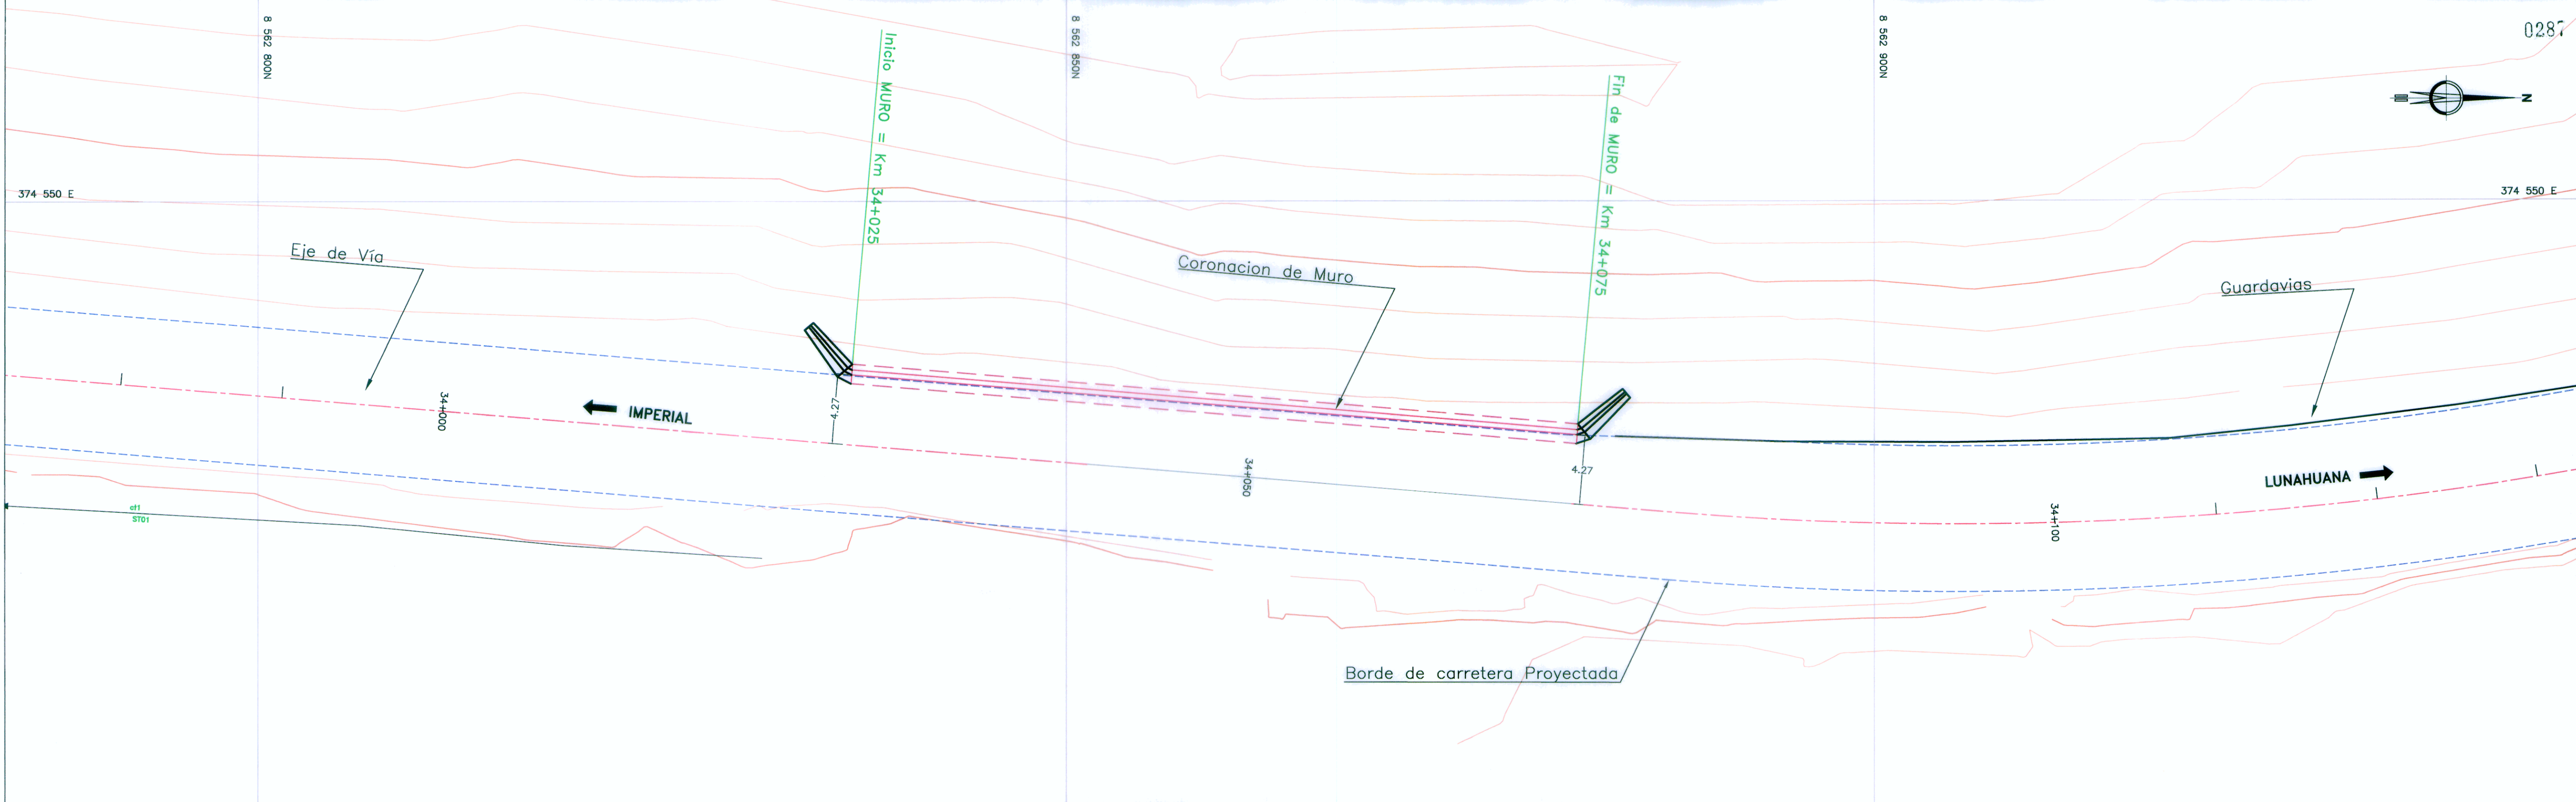 8 562 800N
8 562 850N
8 562 900N
0287
Inicio MURO = Km 34+025
Fin de MURO = Km 34+075
N
374 550 E
374 550 E
Eje de Vía
Coronacion de Muro
Guardavias
34+000
IMPERIAL
4.27
34+050
4.27
LUNAHUANA
34+100
ST01
Borde de carretera Proyectada